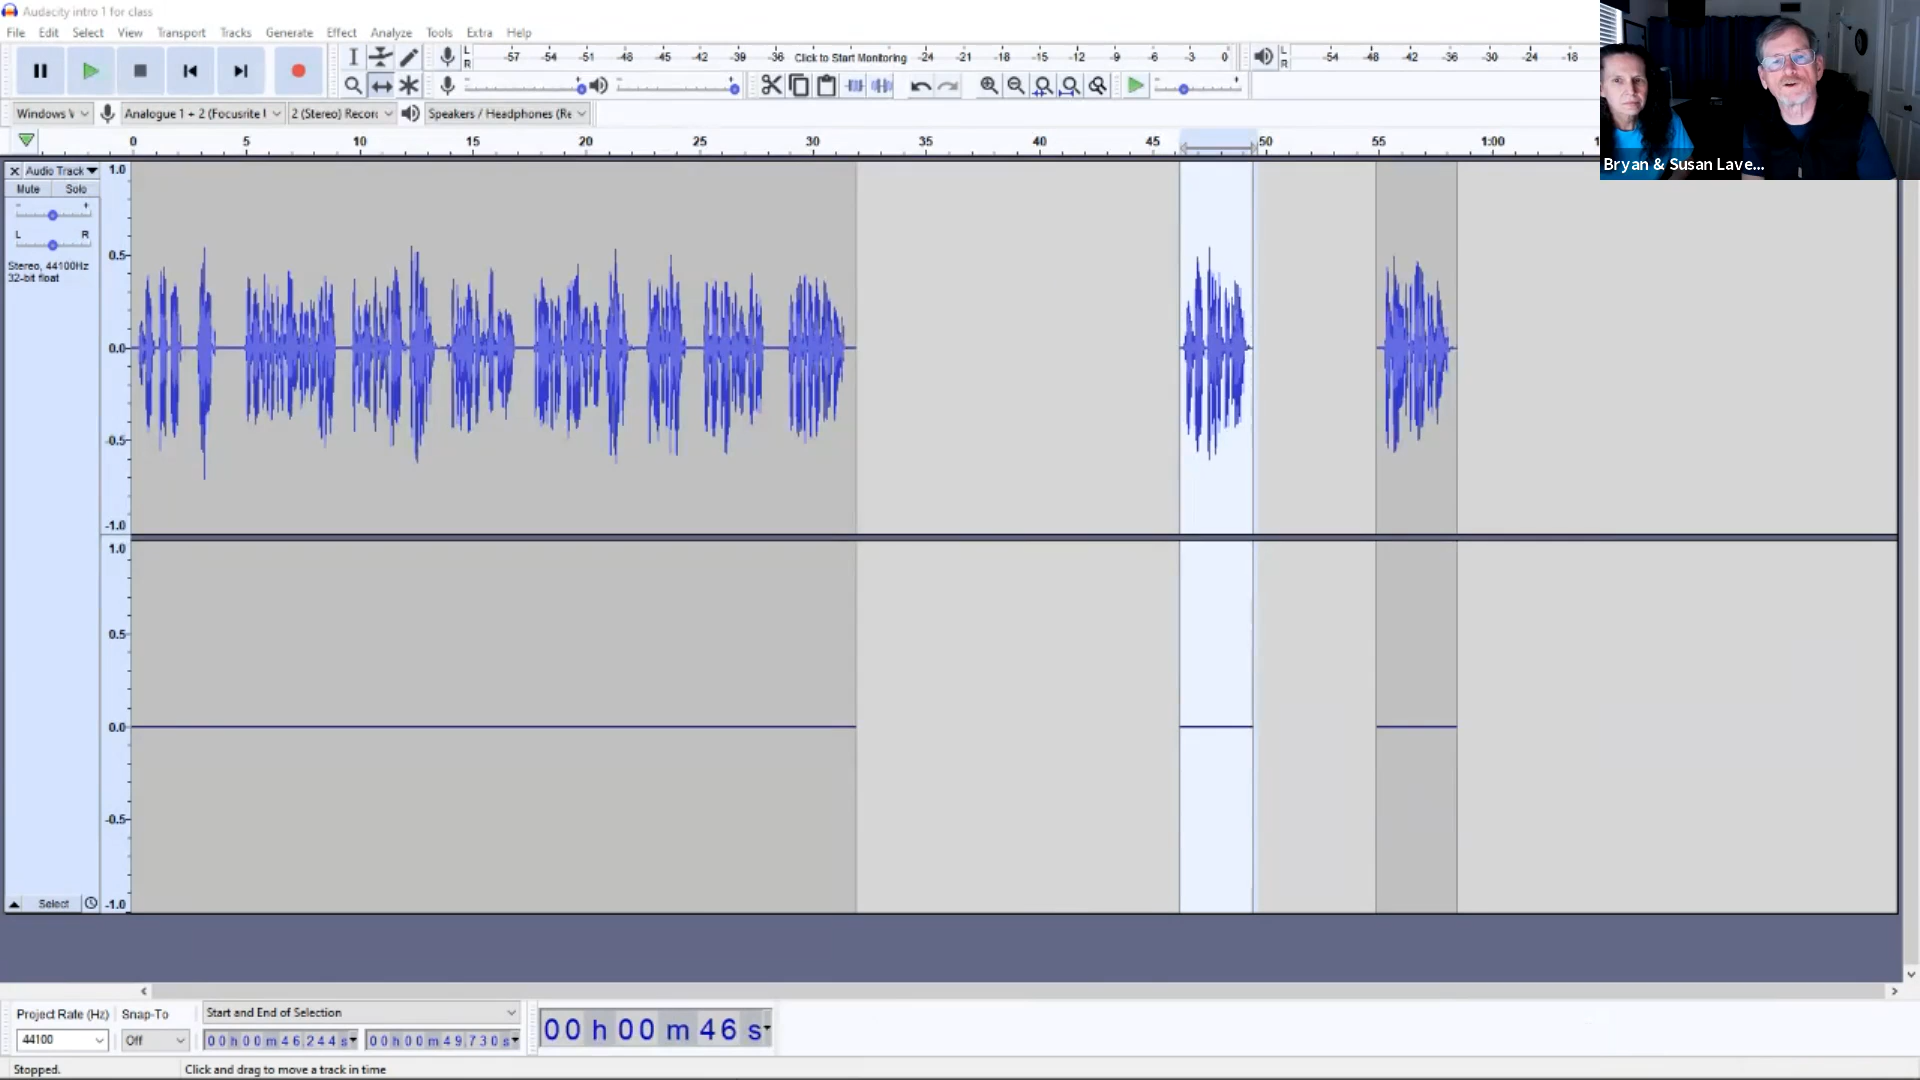 Audacity intro 1 for class
File Edit Select View Transport Tracks Generate Effect Analyze Tools Extra Help
L
R
-57 -54 -51 -48 -45 -42 -39 -36 Click to Start Monitoring -24 -21 -18 -15 -12 -9 -6 -3 0
L
R
-54 -48 -42 -36 -30 -24 -18
Windows Analogue 1 + 2 (Focusrite 2 (Stereo) Record Speakers / Headphones (Re
0 5 10 15 20 25 30 35 40 45 50 55 1:00
Bryan & Susan Lave...
Audio Track
Mute Solo
- +
L R
Stereo, 44100Hz
32-bit float
1.0
0.5
0.0
-0.5
-1.0
1.0
0.5
0.0
-0.5
-1.0
Select
Project Rate (Hz) Snap-To Start and End of Selection
44100 Off 00h00m46.244s 00h00m49.730s
00h00m46s
Stopped. Click and drag to move a track in time